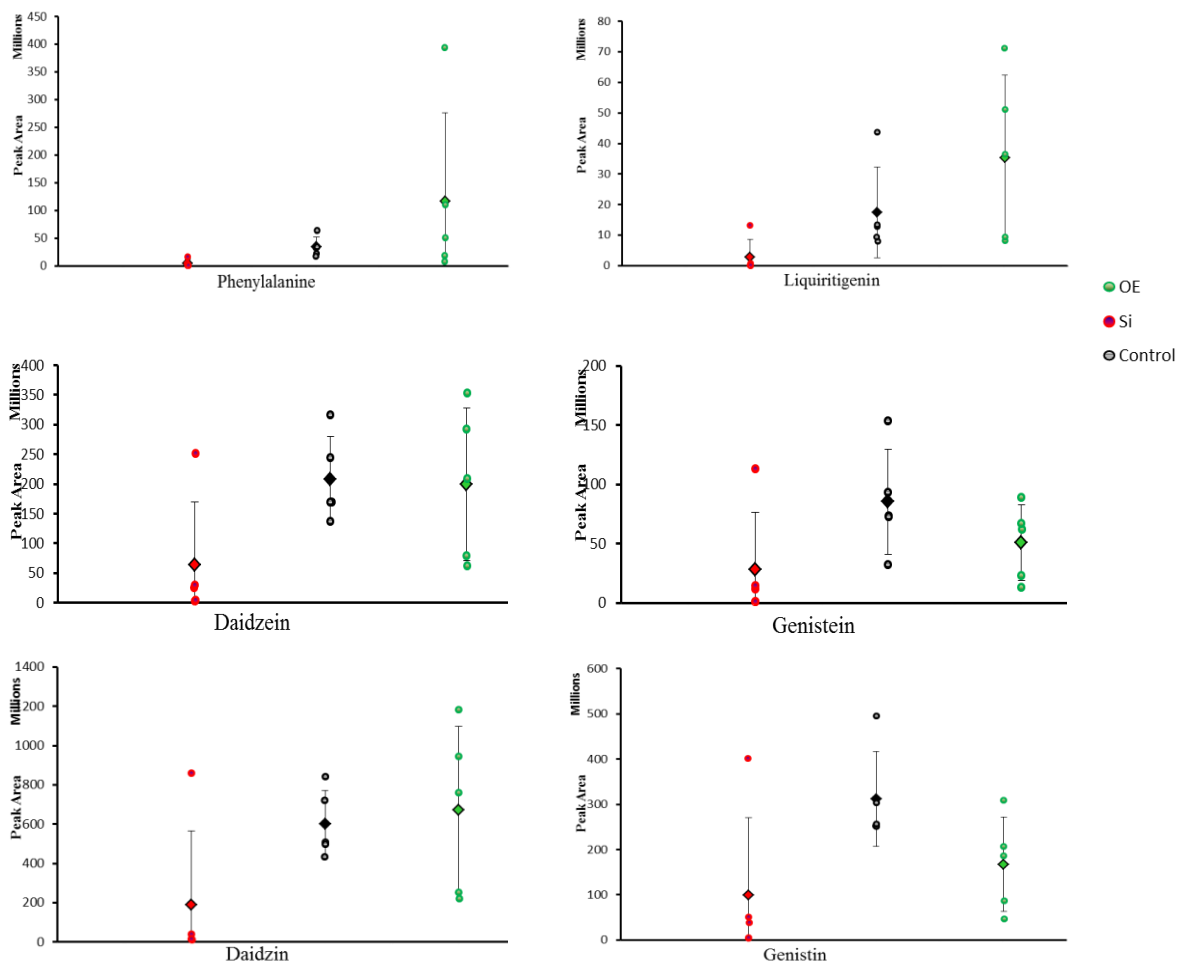 Millions
Peak Area
450
400
350
300
250
200
150
100
50
0
Phenylalanine
Millions
Peak Area
80
70
60
50
40
30
20
10
0
Liquiritigenin
OE
Si
Control
Millions
Peak Area
400
350
300
250
200
150
100
50
0
Daidzein
Millions
Peak Area
200
150
100
50
0
Genistein
Millions
Peak Area
1400
1200
1000
800
600
400
200
0
Daidzin
Millions
Peak Area
600
500
400
300
200
100
0
Genistin